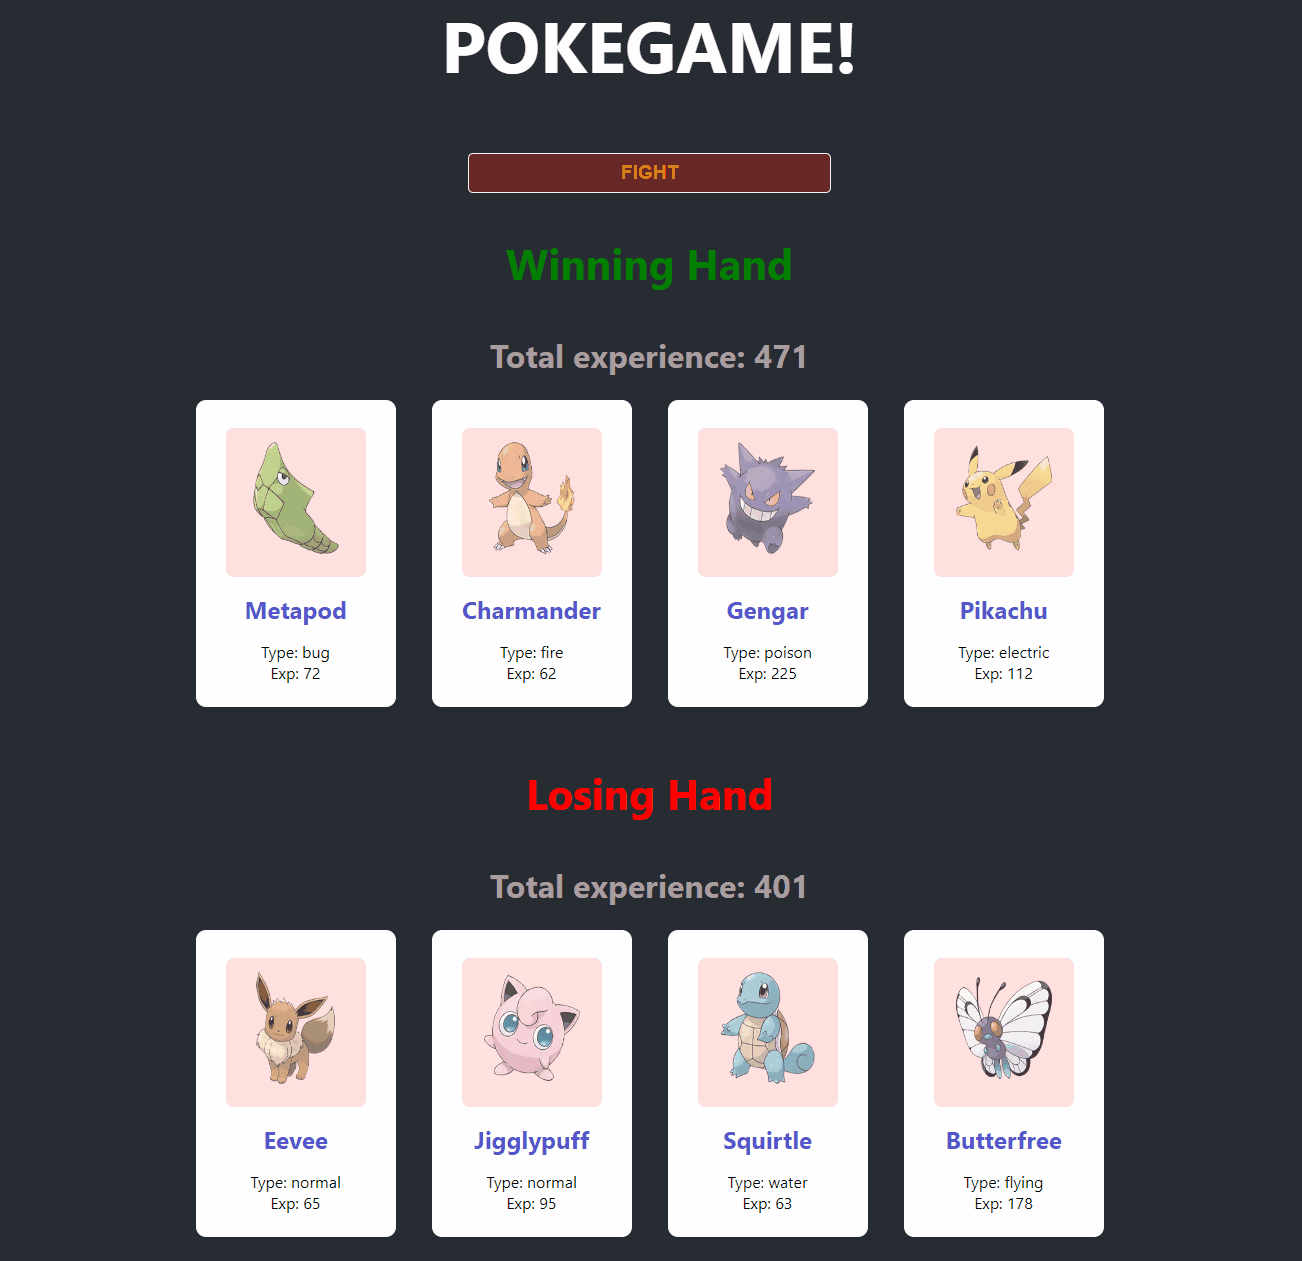 POKEGAME!
FIGHT
Winning Hand
Total experience: 471
Metapod
Type: bug
Exp: 72
Charmander
Type: fire
Exp: 62
Gengar
Type: poison
Exp: 225
Pikachu
Type: electric
Exp: 112
Losing Hand
Total experience: 401
Eevee
Type: normal
Exp: 65
Jigglypuff
Type: normal
Exp: 95
Squirtle
Type: water
Exp: 63
Butterfree
Type: flying
Exp: 178